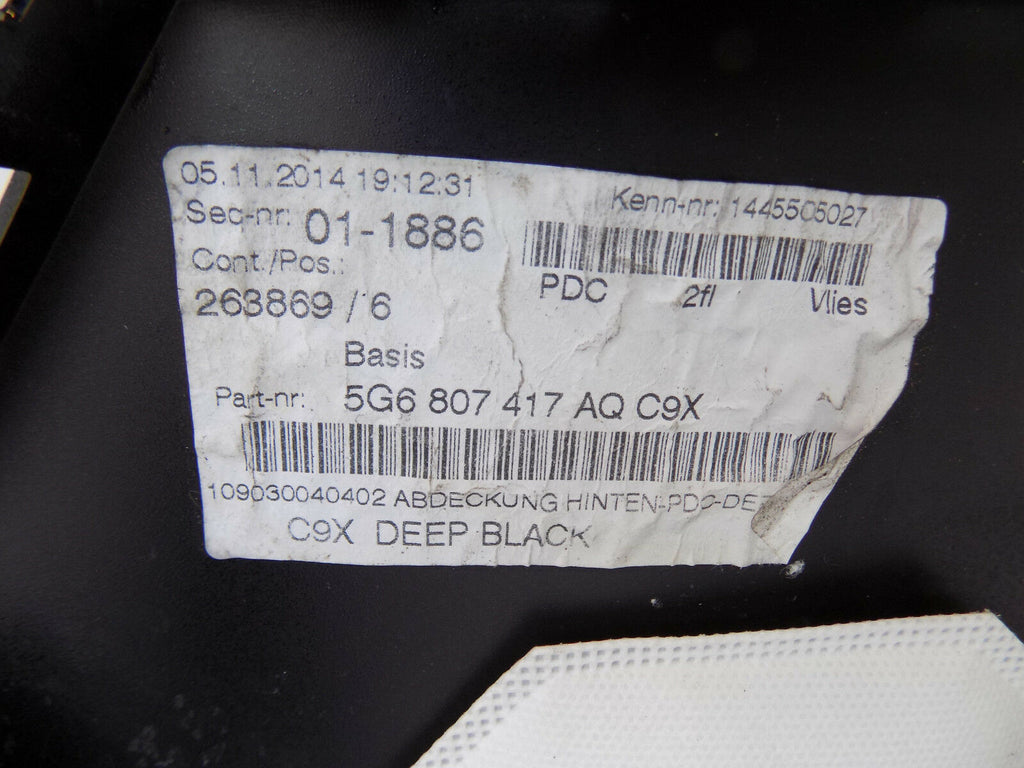 05.11.2014 19:12:31
Kenn-nr: 1445505027
Sec-nr: 01-1886
Cont./Pos.:
PDC 2fl Vlies
263869 / 6
Basis
Part-nr: 5G6 807 417 AQ C9X
109030040402 ABDECKUNG HINTEN-PDC-DE
C9X DEEP BLACK